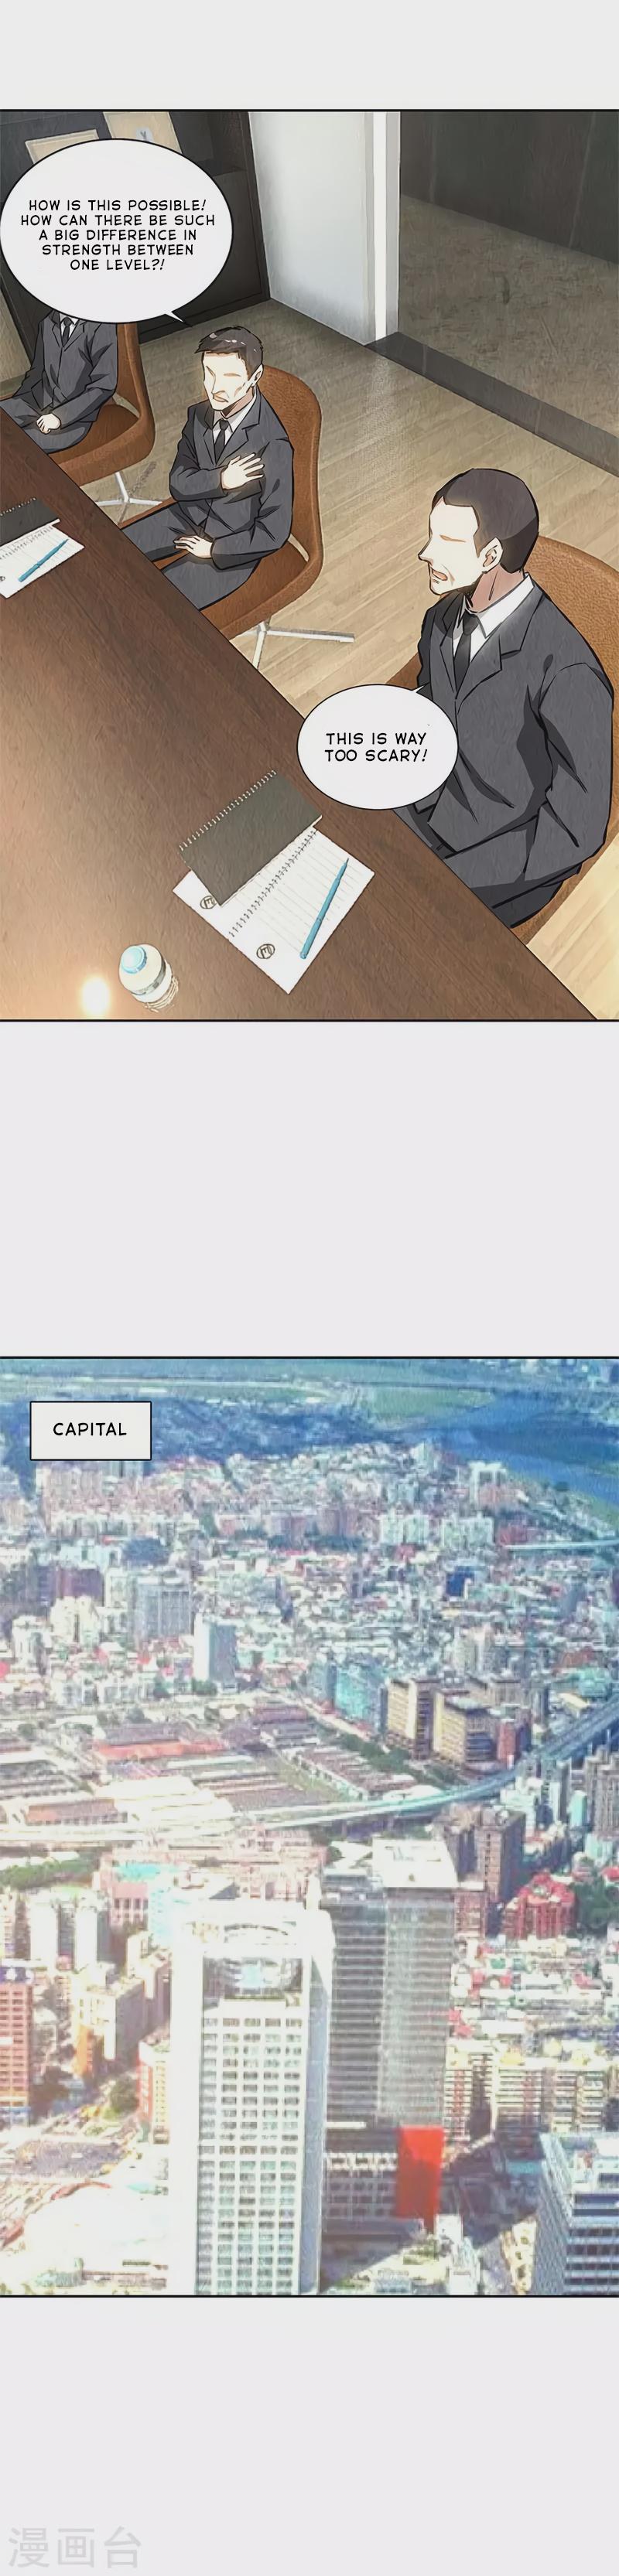 HOW IS THIS POSSIBLE!
HOW CAN THERE BE SUCH
A BIG DIFFERENCE IN
STRENGTH BETWEEN
ONE LEVEL?!
THIS IS WAY
TOO SCARY!
CAPITAL
漫画台